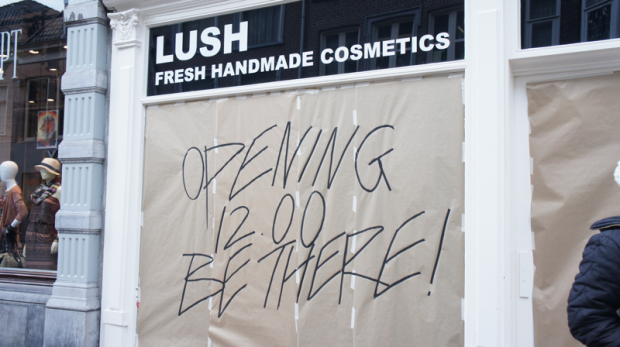 LUSH
FRESH HANDMADE COSMETICS
OPENING
12.00
BE THERE!